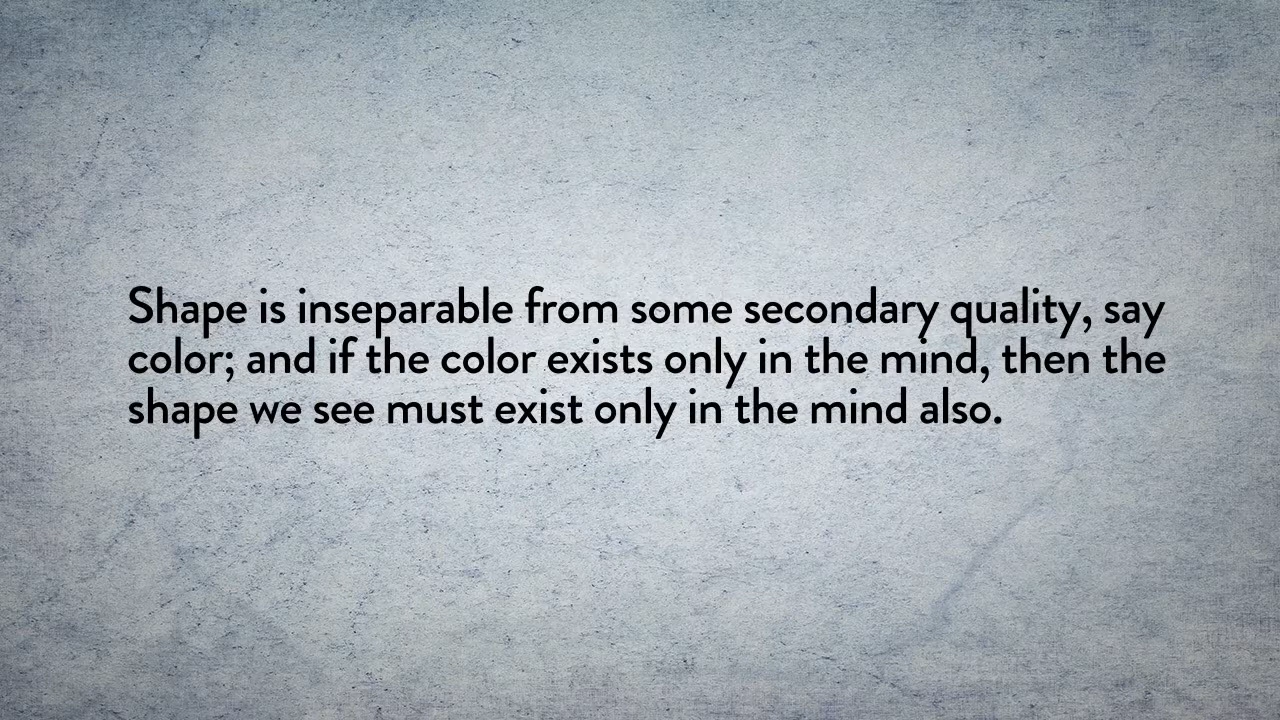 Shape is inseparable from some secondary quality, say
color; and if the color exists only in the mind, then the
shape we see must exist only in the mind also.